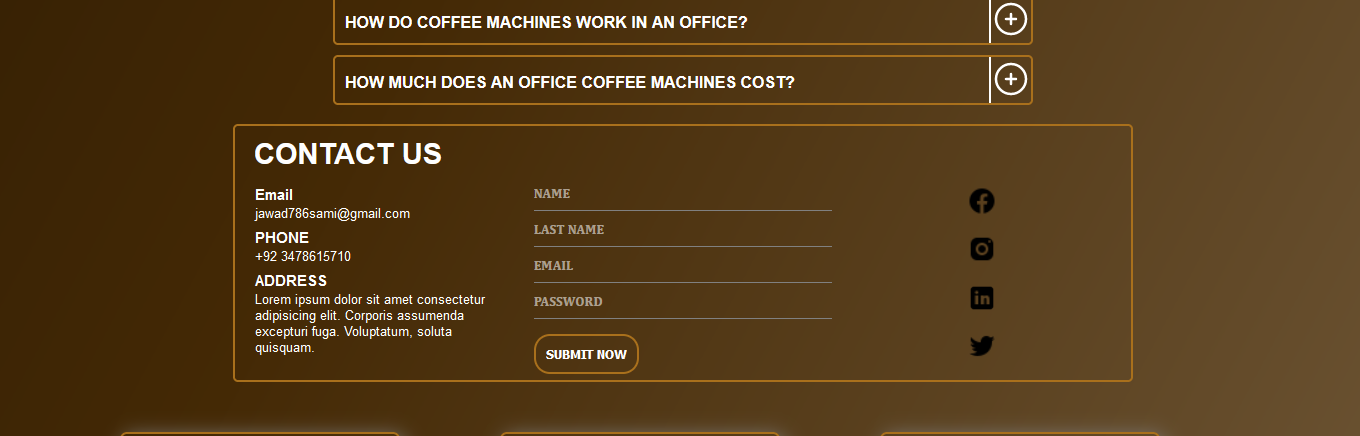 HOW DO COFFEE MACHINES WORK IN AN OFFICE?
HOW MUCH DOES AN OFFICE COFFEE MACHINES COST?
CONTACT US
Email
jawad786sami@gmail.com
PHONE
+92 3478615710
ADDRESS
Lorem ipsum dolor sit amet consectetur
adipisicing elit. Corporis assumenda
excepturi fuga. Voluptatum, soluta
quisquam.
NAME
LAST NAME
EMAIL
PASSWORD
SUBMIT NOW